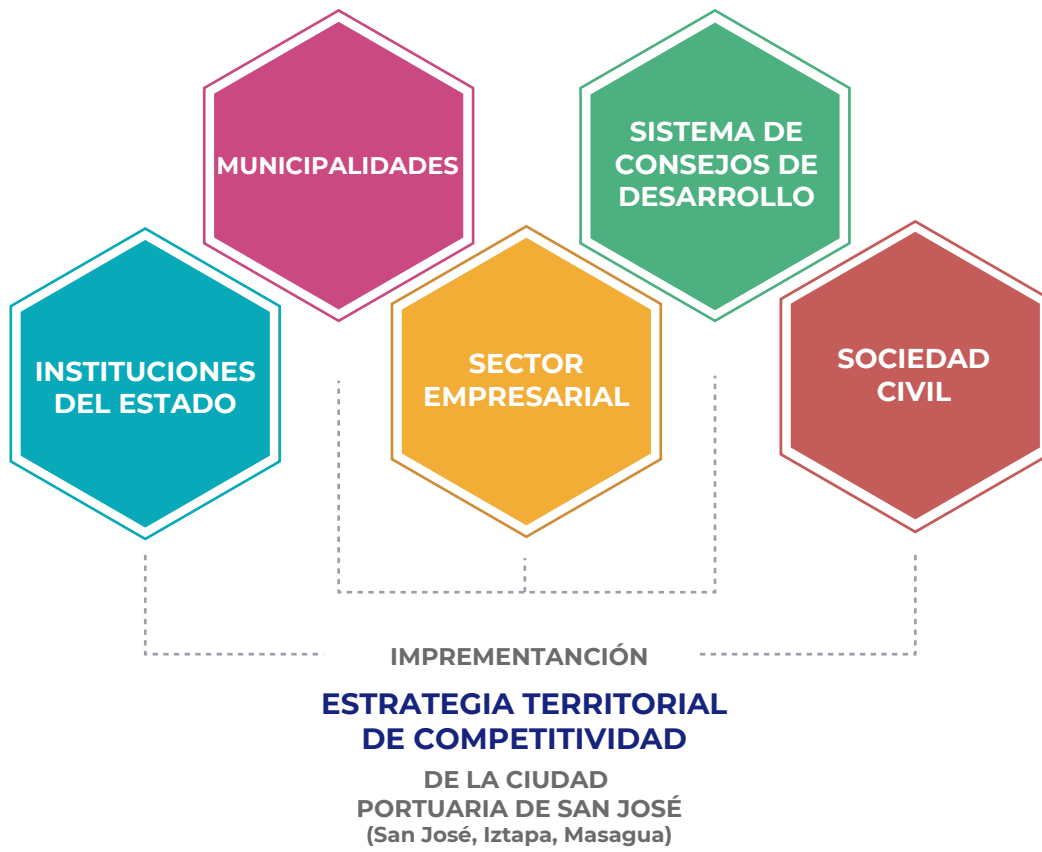 MUNICIPALIDADES
SISTEMA DE
CONSEJOS DE
DESARROLLO
INSTITUCIONES
DEL ESTADO
SECTOR
EMPRESARIAL
SOCIEDAD
CIVIL
IMPREMENTANCIÓN
ESTRATEGIA TERRITORIAL
DE COMPETITIVIDAD
DE LA CIUDAD
PORTUARIA DE SAN JOSÉ
(San José, Iztapa, Masagua)